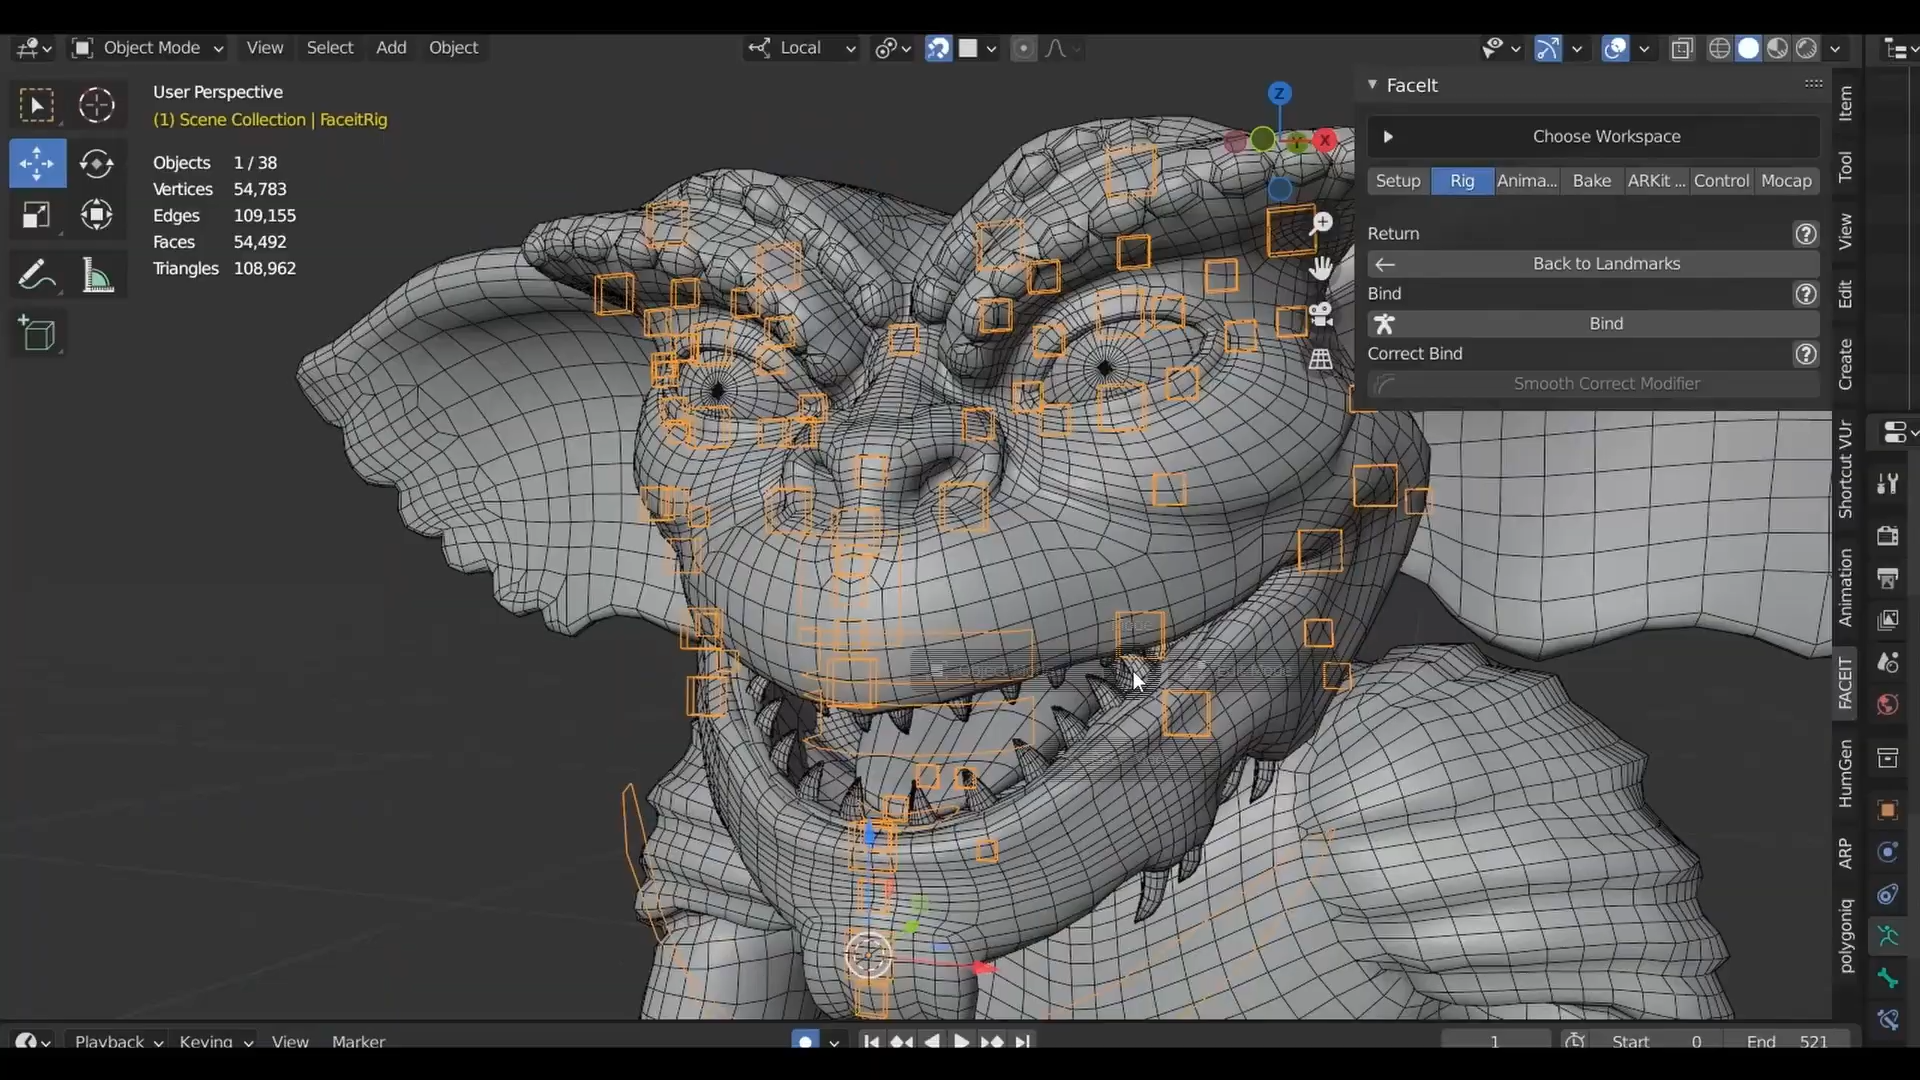 Object Mode View Select Add Object Local
User Perspective
(1) Scene Collection | FaceitRig
Objects 1 / 38
Vertices 54,783
Edges 109,155
Faces 54,492
Triangles 108,962
Z
Y
X
FaceIt
Choose Workspace
Setup Rig Anima... Bake ARKit ... Control Mocap
Return ?
Back to Landmarks
Bind ?
Bind
Correct Bind ?
Smooth Correct Modifier
Item
Tool
View
Edit
Create
Shortcut VUr
Animation
FACEIT
HumGen
ARP
polygoniq
Playback Keying View Marker 1 Start 0 End 521